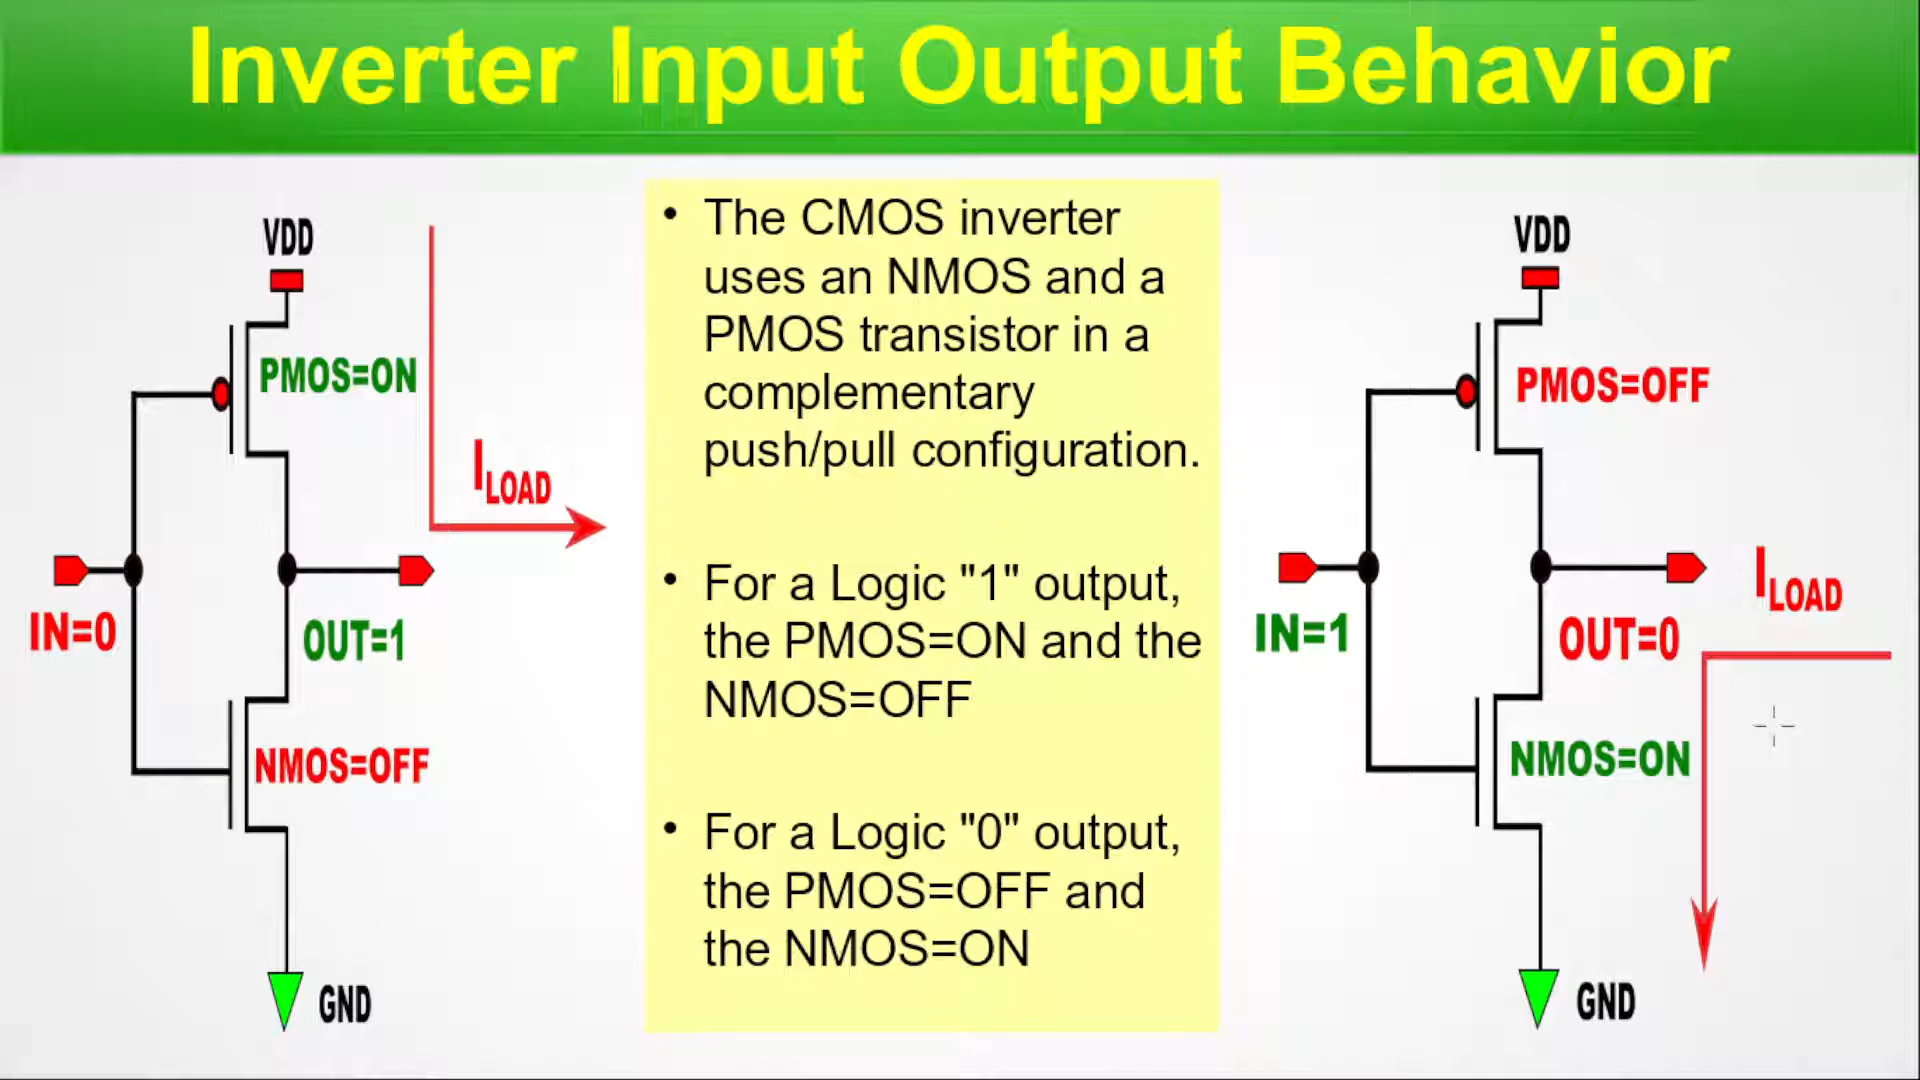 Inverter Input Output Behavior
VDD
PMOS=ON
ILOAD
IN=0
OUT=1
NMOS=OFF
GND
• The CMOS inverter
uses an NMOS and a
PMOS transistor in a
complementary
push/pull configuration.
• For a Logic "1" output,
the PMOS=ON and the
NMOS=OFF
• For a Logic "0" output,
the PMOS=OFF and
the NMOS=ON
VDD
PMOS=OFF
ILOAD
IN=1
OUT=0
NMOS=ON
GND